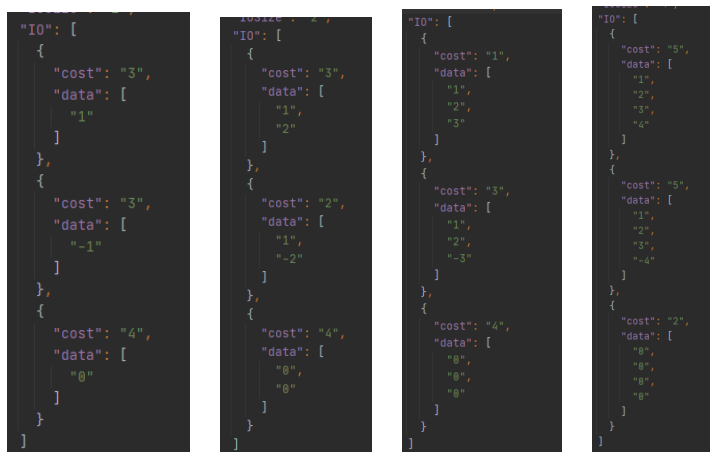 "IO": [
{
"cost": "3",
"data": [
"1"
]
},
{
"cost": "3",
"data": [
"-1"
]
},
{
"cost": "4",
"data": [
"0"
]
}
]
"IO": [
{
"cost": "3",
"data": [
"1",
"2"
]
},
{
"cost": "2",
"data": [
"1",
"-2"
]
},
{
"cost": "4",
"data": [
"0",
"0"
]
}
]
"IO": [
{
"cost": "1",
"data": [
"1",
"2",
"3"
]
},
{
"cost": "3",
"data": [
"1",
"2",
"-3"
]
},
{
"cost": "4",
"data": [
"0",
"0",
"0"
]
}
]
"IO": [
{
"cost": "5",
"data": [
"1",
"2",
"3",
"4"
]
},
{
"cost": "5",
"data": [
"1",
"2",
"3",
"-4"
]
},
{
"cost": "2",
"data": [
"0",
"0",
"0",
"0"
]
}
]